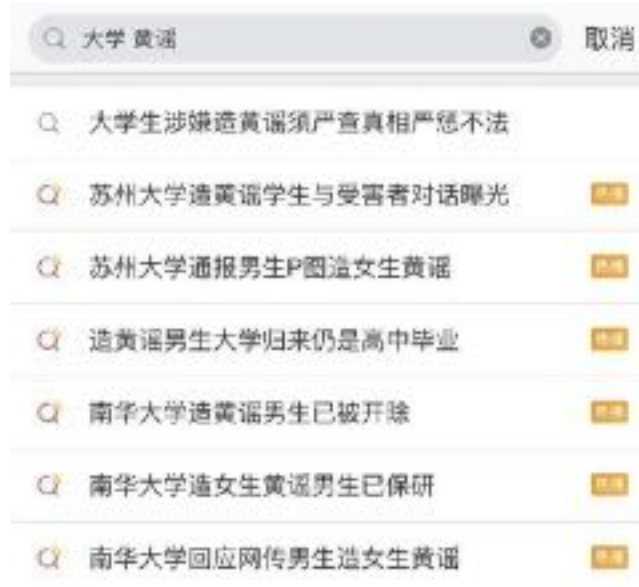 大学 黄谣
取消
大学生涉嫌造黄谣须严查真相严惩不法
苏州大学造黄谣学生与受害者对话曝光
苏州大学通报男生P图造女生黄谣
造黄谣男生大学归来仍是高中毕业
南华大学造黄谣男生已被开除
南华大学造女生黄谣男生已保研
南华大学回应网传男生造女生黄谣